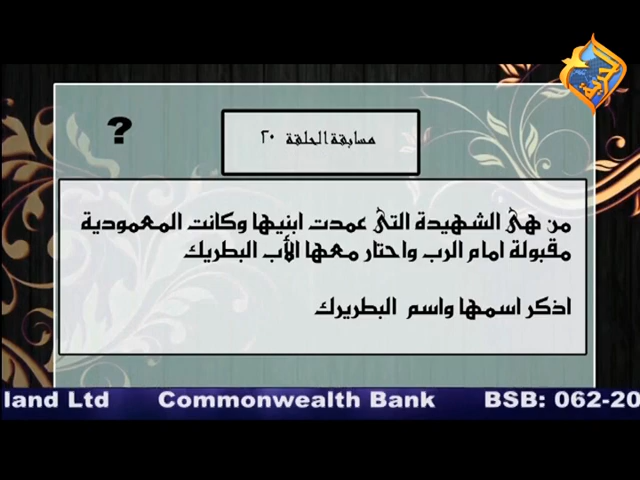 ?
مسابقة الحلقة ٢٠
من هى الشهيدة التى عمدت ابنيها وكانت المعمودية
مقبولة امام الرب واحتار معها الأب البطريك
اذكر اسمها واسم البطريرك
land Ltd Commonwealth Bank BSB: 062-20